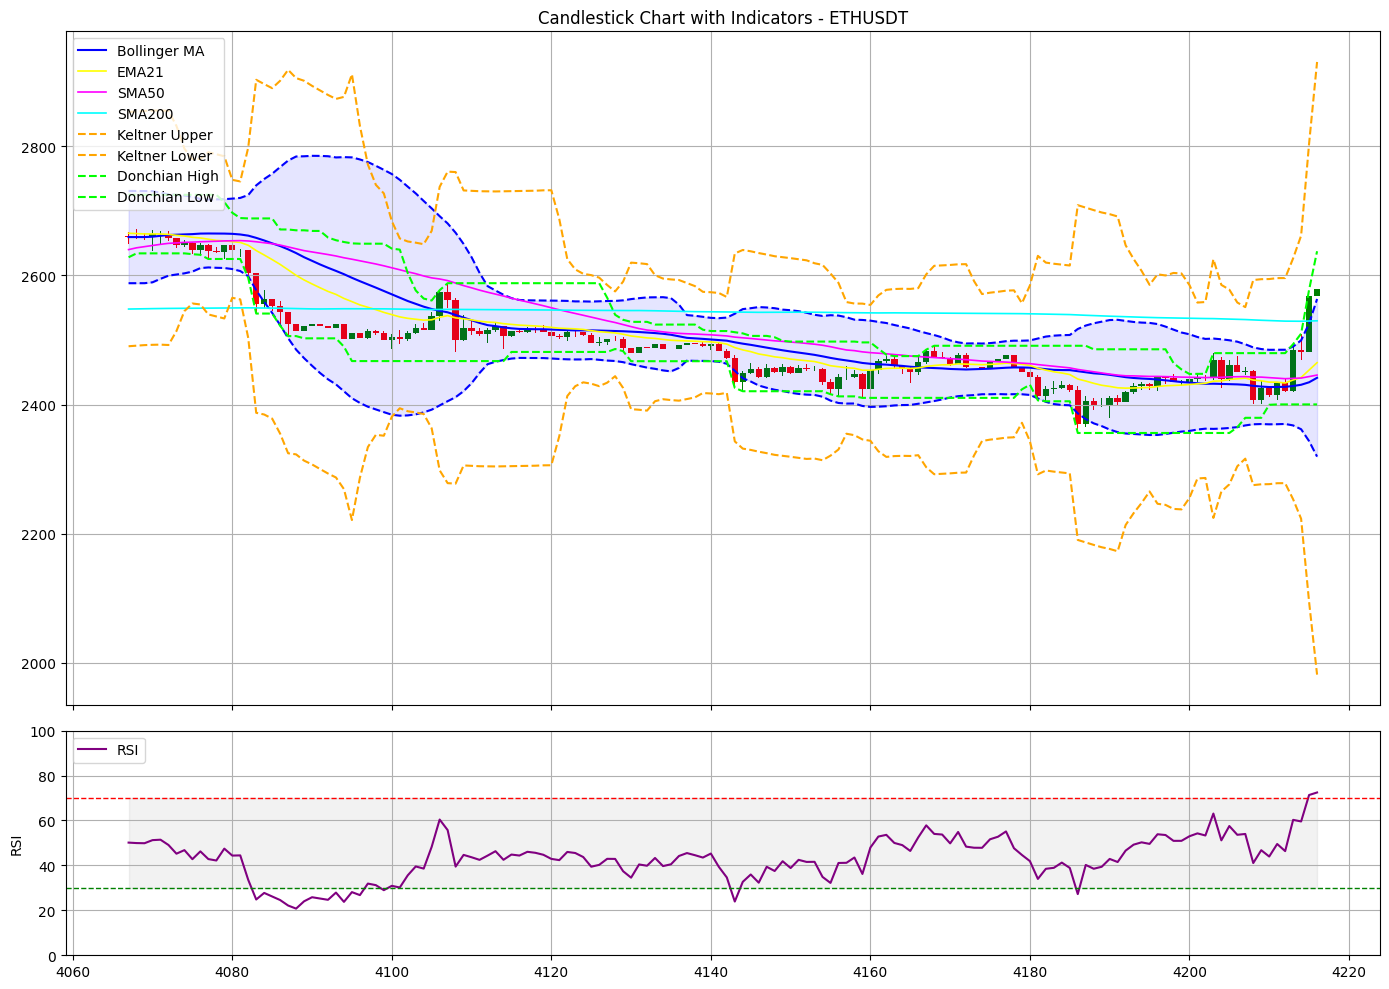 Candlestick Chart with Indicators - ETHUSDT
Bollinger MA
EMA21
SMA50
SMA200
Keltner Upper
Keltner Lower
Donchian High
Donchian Low
2800
2600
2400
2200
2000
RSI
100
80
60
40
20
0
RSI
4060 4080 4100 4120 4140 4160 4180 4200 4220